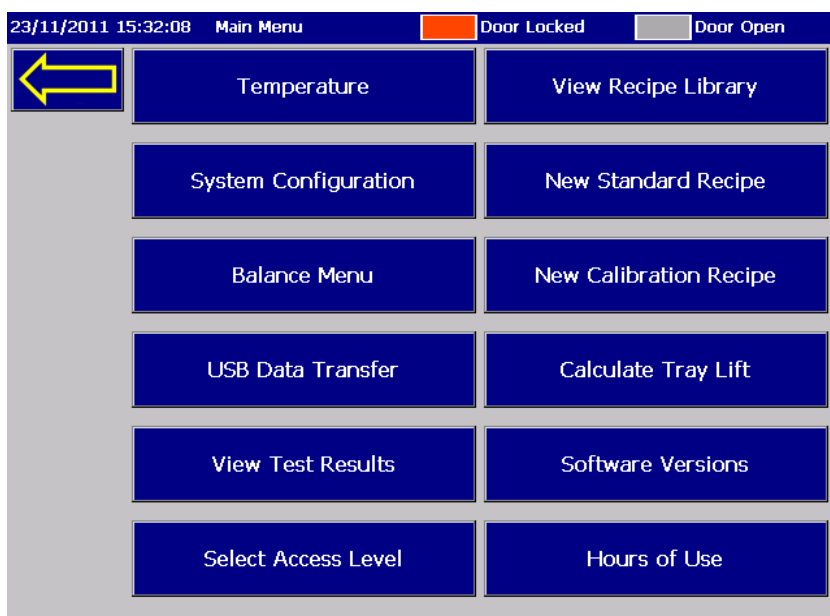 23/11/2011 15:32:08 Main Menu Door Locked Door Open
Temperature View Recipe Library
System Configuration New Standard Recipe
Balance Menu New Calibration Recipe
USB Data Transfer Calculate Tray Lift
View Test Results Software Versions
Select Access Level Hours of Use